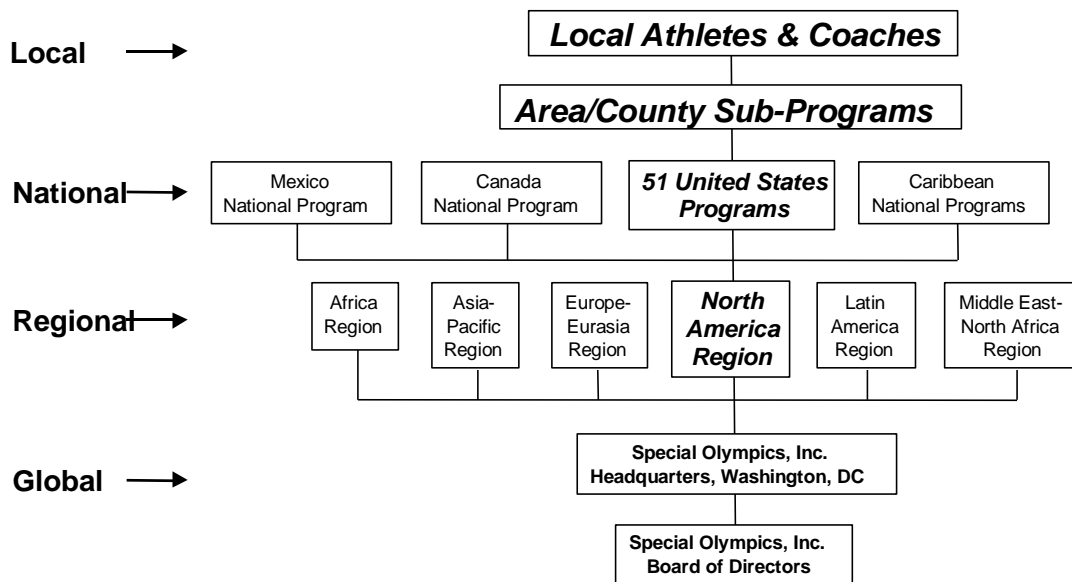 Local
Local Athletes & Coaches
Area/County Sub-Programs
National
Mexico
National Program
Canada
National Program
51 United States
Programs
Caribbean
National Programs
Regional
Africa
Region
Asia-
Pacific
Region
Europe-
Eurasia
Region
North
America
Region
Latin
America
Region
Middle East-
North Africa
Region
Global
Special Olympics, Inc.
Headquarters, Washington, DC
Special Olympics, Inc.
Board of Directors